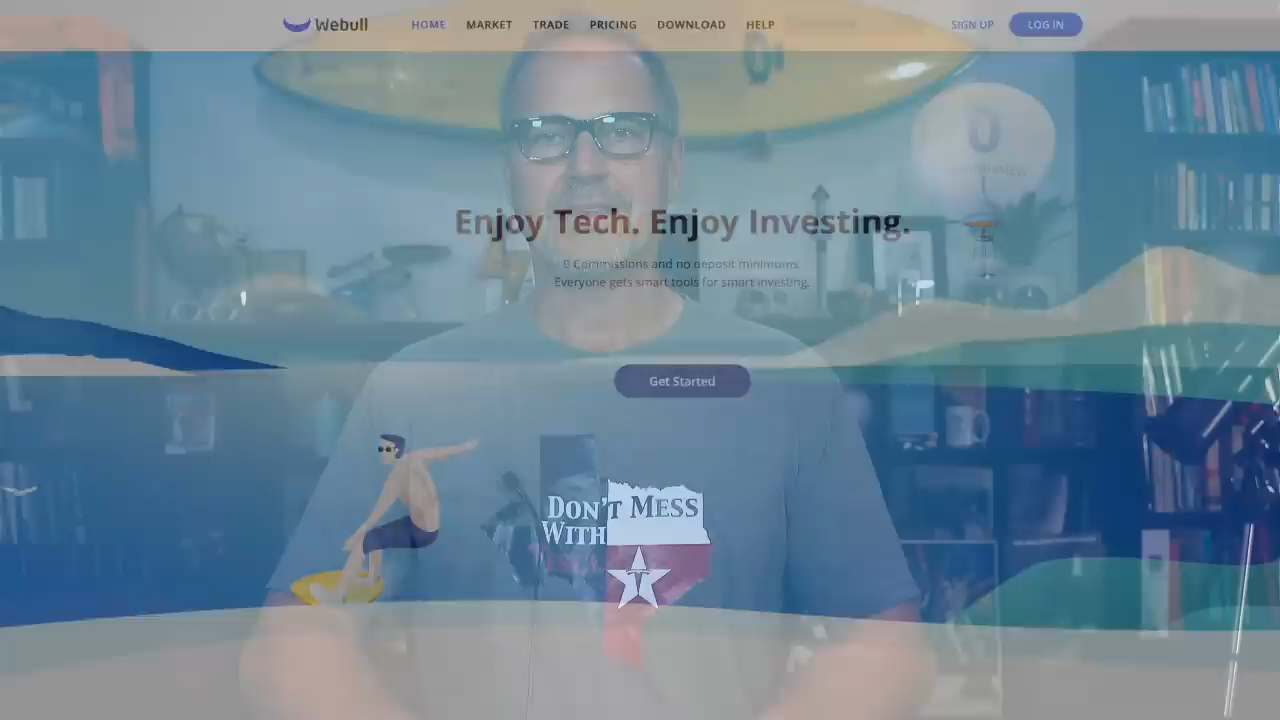 Webull
HOME MARKET TRADE PRICING DOWNLOAD HELP
SIGN UP LOG IN
Enjoy Tech. Enjoy Investing.
0 Commissions and no deposit minimums.
Everyone gets smart tools for smart investing.
Get Started
DON'T MESS
WITH